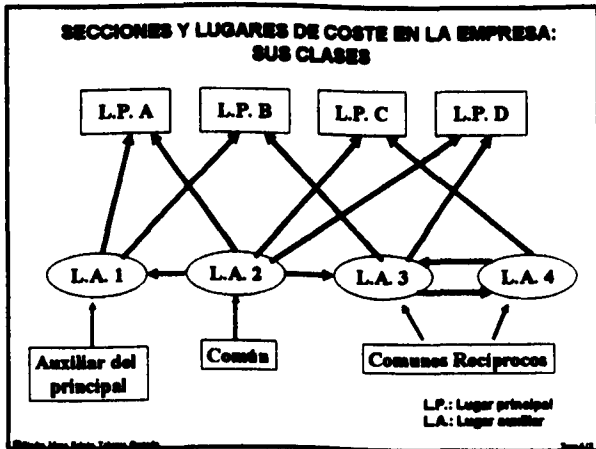 SECCIONES Y LUGARES DE COSTE EN LA EMPRESA:
SUS CLASES
L.P. A
L.P. B
L.P. C
L.P. D
L.A. 1
L.A. 2
L.A. 3
L.A. 4
Auxiliar del
principal
Común
Comunes Recíprocos
L.P.: Lugar principal
L.A.: Lugar auxiliar